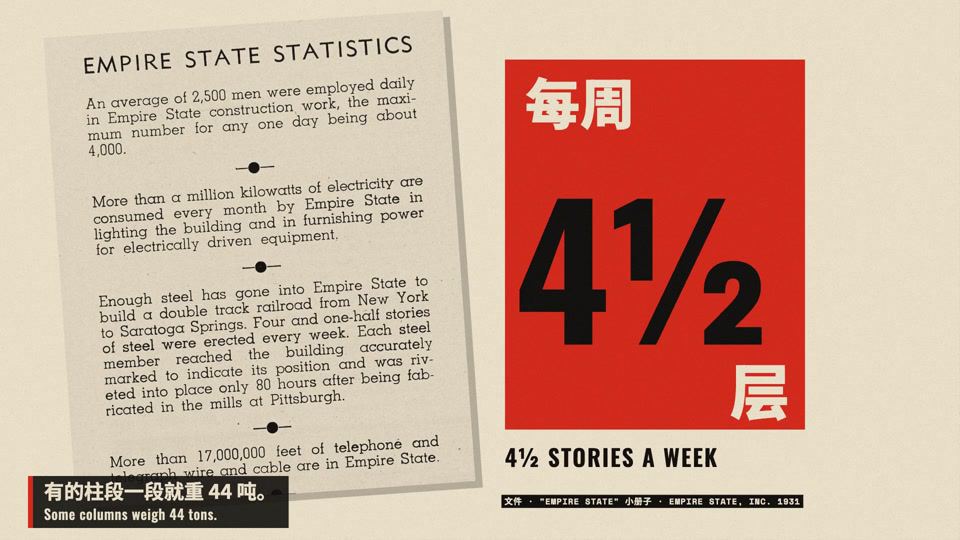 EMPIRE STATE STATISTICS
An average of 2,500 men were employed daily
in Empire State construction work, the maxi-
mum number for any one day being about
4,000.
More than a million kilowatts of electricity are
consumed every month by Empire State in
lighting the building and in furnishing power
for electrically driven equipment.
Enough steel has gone into Empire State to
build a double track railroad from New York
to Saratoga Springs. Four and one-half stories
of steel were erected every week. Each steel
member reached the building accurately
marked to indicate its position and was riv-
eted into place only 80 hours after being fab-
ricated in the mills at Pittsburgh.
More than 17,000,000 feet of telephone and
telegraph wire and cable are in Empire State.
每周
4½
层
4½ STORIES A WEEK
文件 · "EMPIRE STATE" 小册子 · EMPIRE STATE, INC. 1931
有的柱段一段就重 44 吨。
Some columns weigh 44 tons.